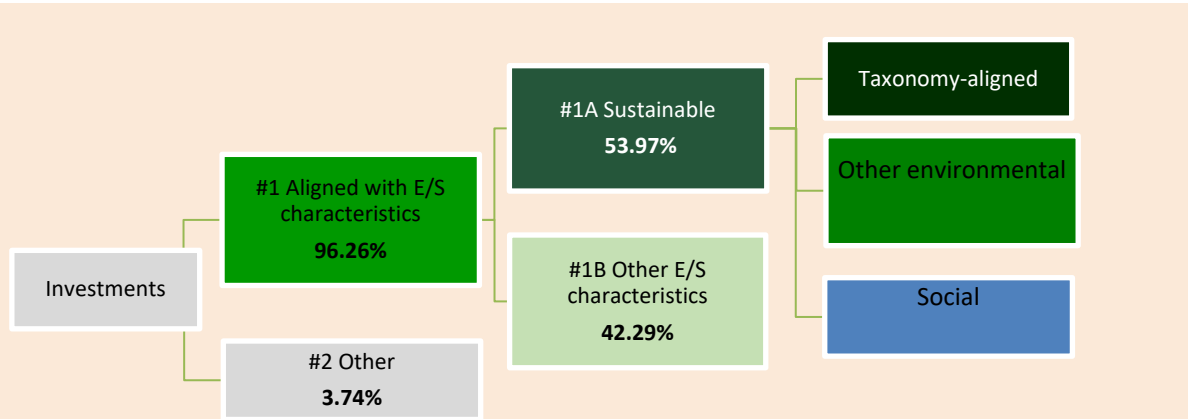 Investments
#1 Aligned with E/S
characteristics
96.26%
#2 Other
3.74%
#1A Sustainable
53.97%
#1B Other E/S
characteristics
42.29%
Taxonomy-aligned
Other environmental
Social